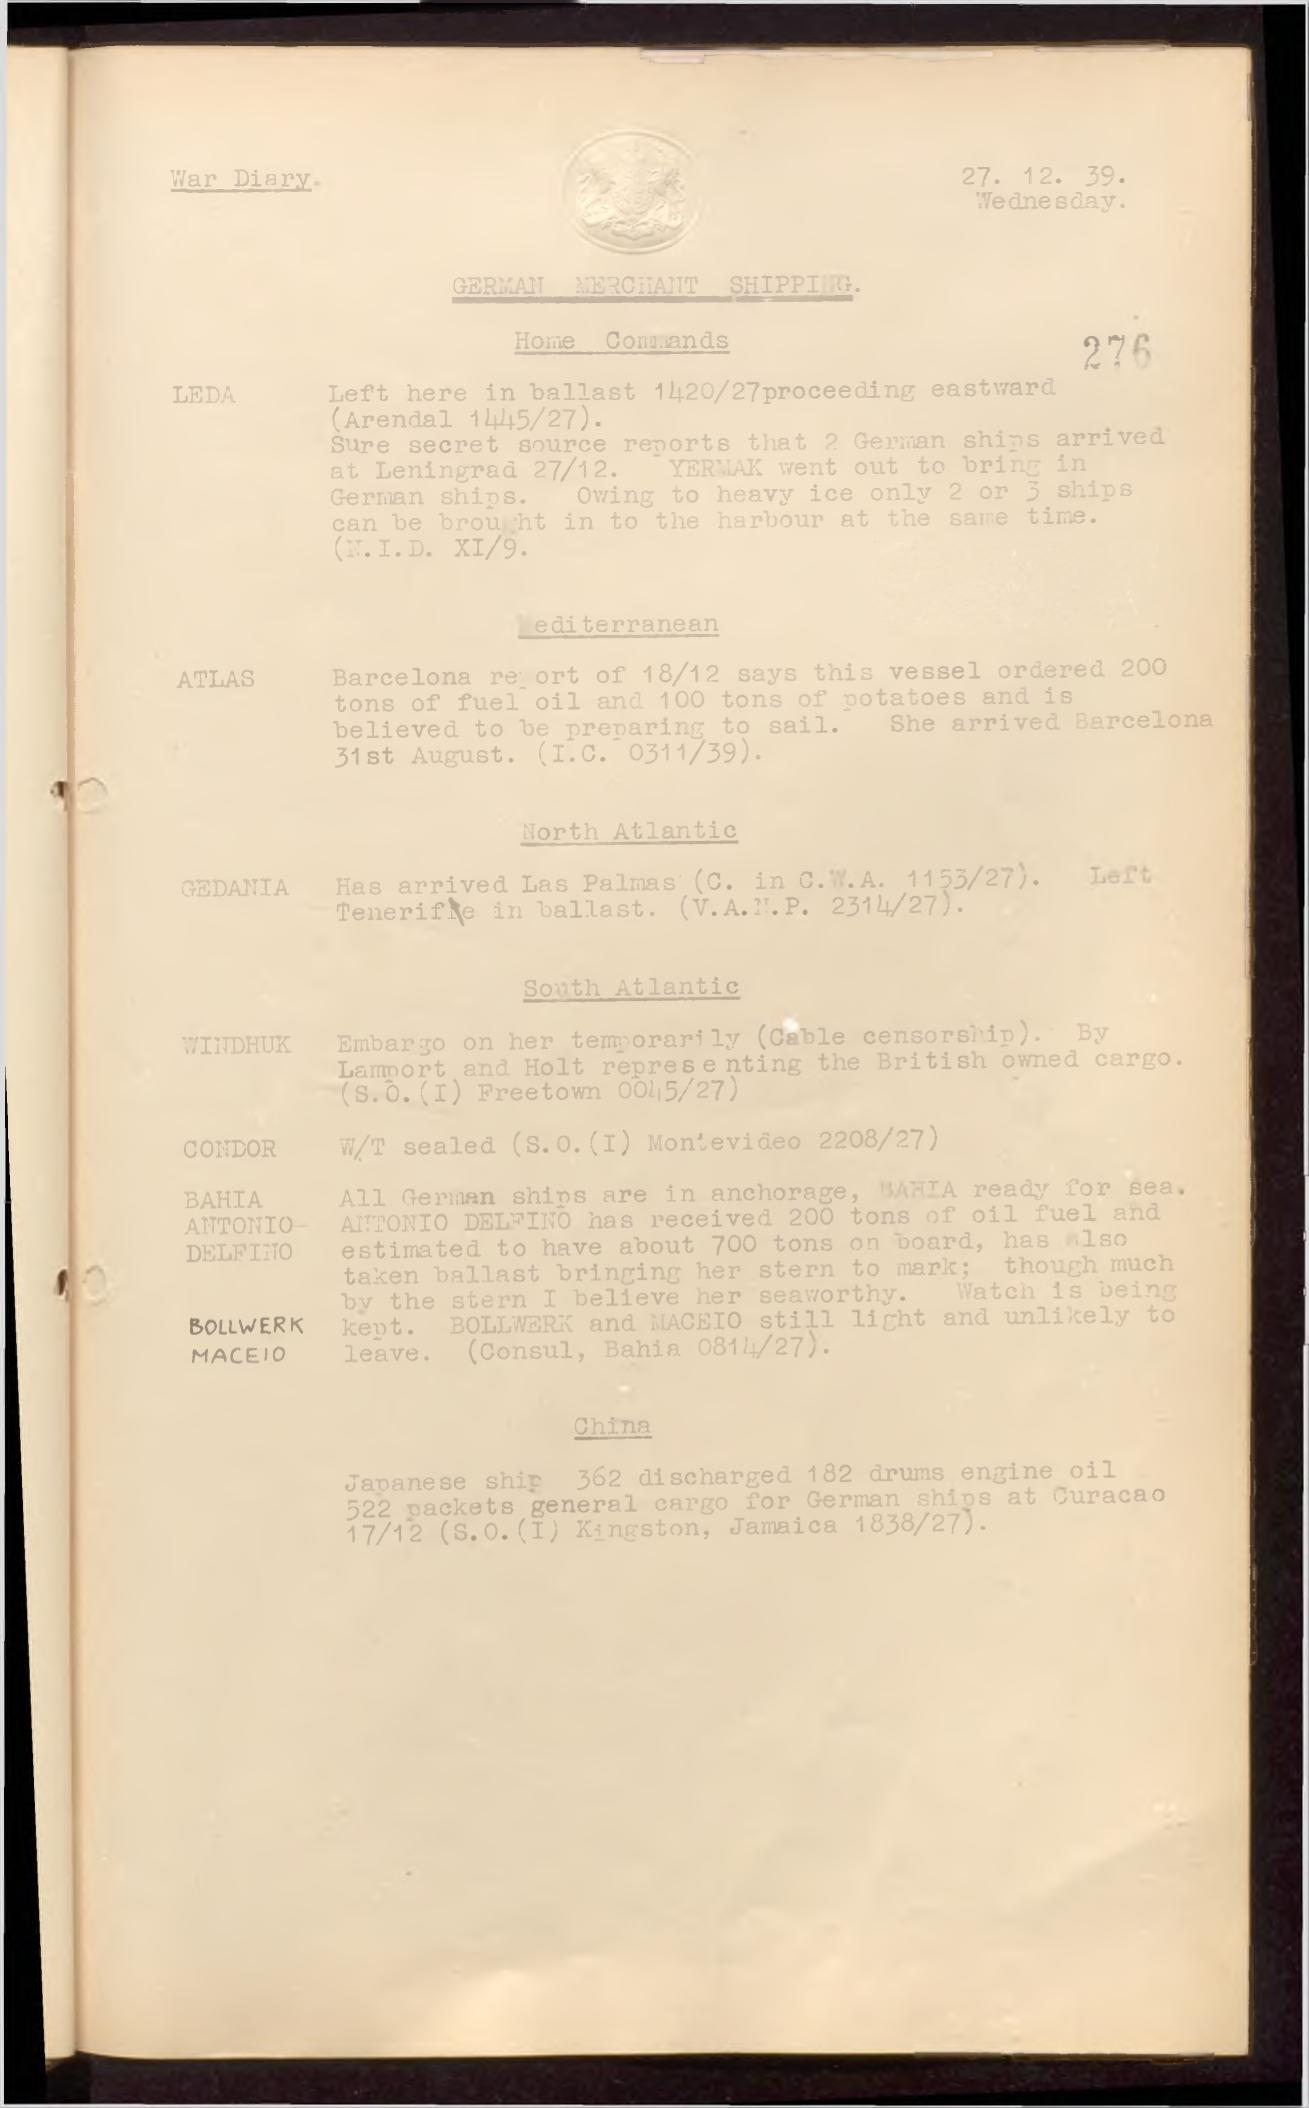 War Diary.
27. 12. 39.
Wednesday.
GERMAN MERCHANT SHIPPING.
Home Commands
276
LEDA Left here in ballast 1420/27proceeding eastward
(Arendal 1445/27).
Sure secret source reports that 2 German ships arrived
at Leningrad 27/12. YERMAK went out to bring in
German ships. Owing to heavy ice only 2 or 3 ships
can be brought in to the harbour at the same time.
(N.I.D. XI/9.
Mediterranean
ATLAS Barcelona report of 18/12 says this vessel ordered 200
tons of fuel oil and 100 tons of potatoes and is
believed to be preparing to sail. She arrived Barcelona
31st August. (I.C. 0311/39).
North Atlantic
GEDANIA Has arrived Las Palmas (C. in C.W.A. 1153/27). Left
Teneriffe in ballast. (V.A.N.P. 2314/27).
South Atlantic
WINDHUK Embargo on her temporarily (Cable censorship). By
Lamport and Holt representing the British owned cargo.
(S.O.(I) Freetown 0045/27)
CONDOR W/T sealed (S.O.(I) Montevideo 2208/27)
BAHIA All German ships are in anchorage, BAHIA ready for sea.
ANTONIO- ANTONIO DELFINO has received 200 tons of oil fuel and
DELFINO estimated to have about 700 tons on board, has also
taken ballast bringing her stern to mark; though much
by the stern I believe her seaworthy. Watch is being
BOLLWERK kept. BOLLWERK and MACEIO still light and unlikely to
MACEIO leave. (Consul, Bahia 0814/27).
China
Japanese ship 362 discharged 182 drums engine oil
522 packets general cargo for German ships at Curacao
17/12 (S.O.(I) Kingston, Jamaica 1838/27).